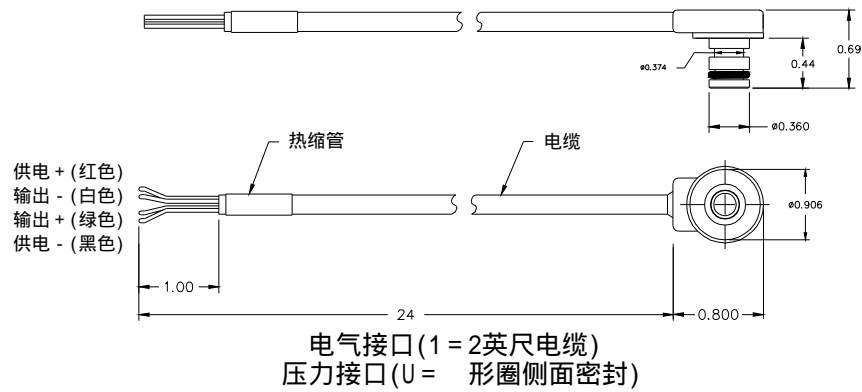 0.69
0.44
ø0.374
ø0.360
热缩管
电缆
供电 + (红色)
输出 - (白色)
输出 + (绿色)
供电 - (黑色)
ø0.906
1.00
24
0.800
电气接口(1 = 2英尺电缆)
压力接口(U = 形圈侧面密封)